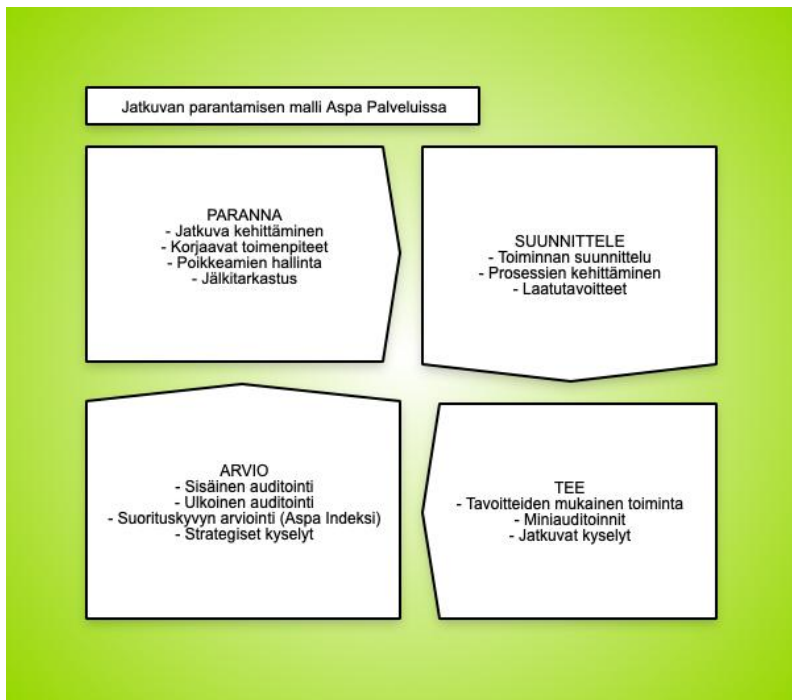 Jatkuvan parantamisen malli Aspa Palveluissa
PARANNA
- Jatkuva kehittäminen
- Korjaavat toimenpiteet
- Poikkeamien hallinta
- Jälkitarkastus
SUUNNITTELE
- Toiminnan suunnittelu
- Prosessien kehittäminen
- Laatutavoitteet
ARVIO
- Sisäinen auditointi
- Ulkoinen auditointi
- Suorituskyvyn arviointi (Aspa Indeksi)
- Strategiset kyselyt
TEE
- Tavoitteiden mukainen toiminta
- Miniauditoinnit
- Jatkuvat kyselyt